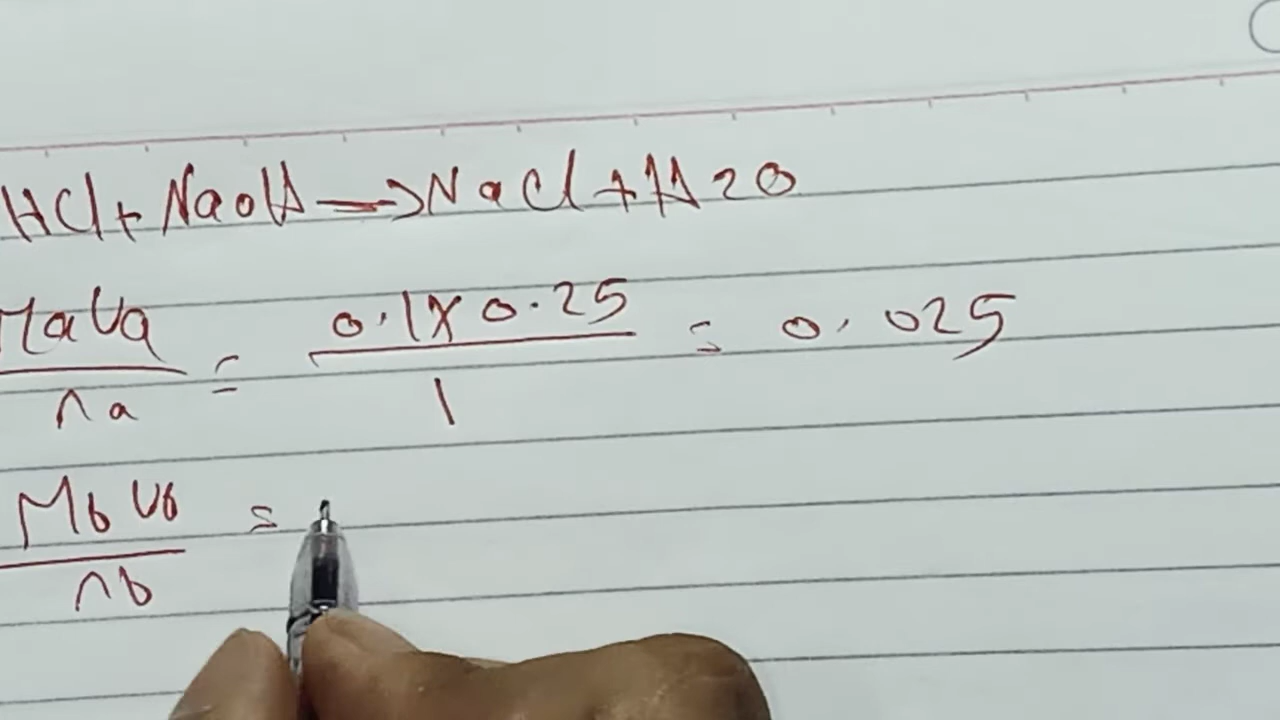 HCl + NaOH → NaCl + H2O
MaVa / na = 0.1 x 0.25 / 1 = 0.025
MbVb / nb =